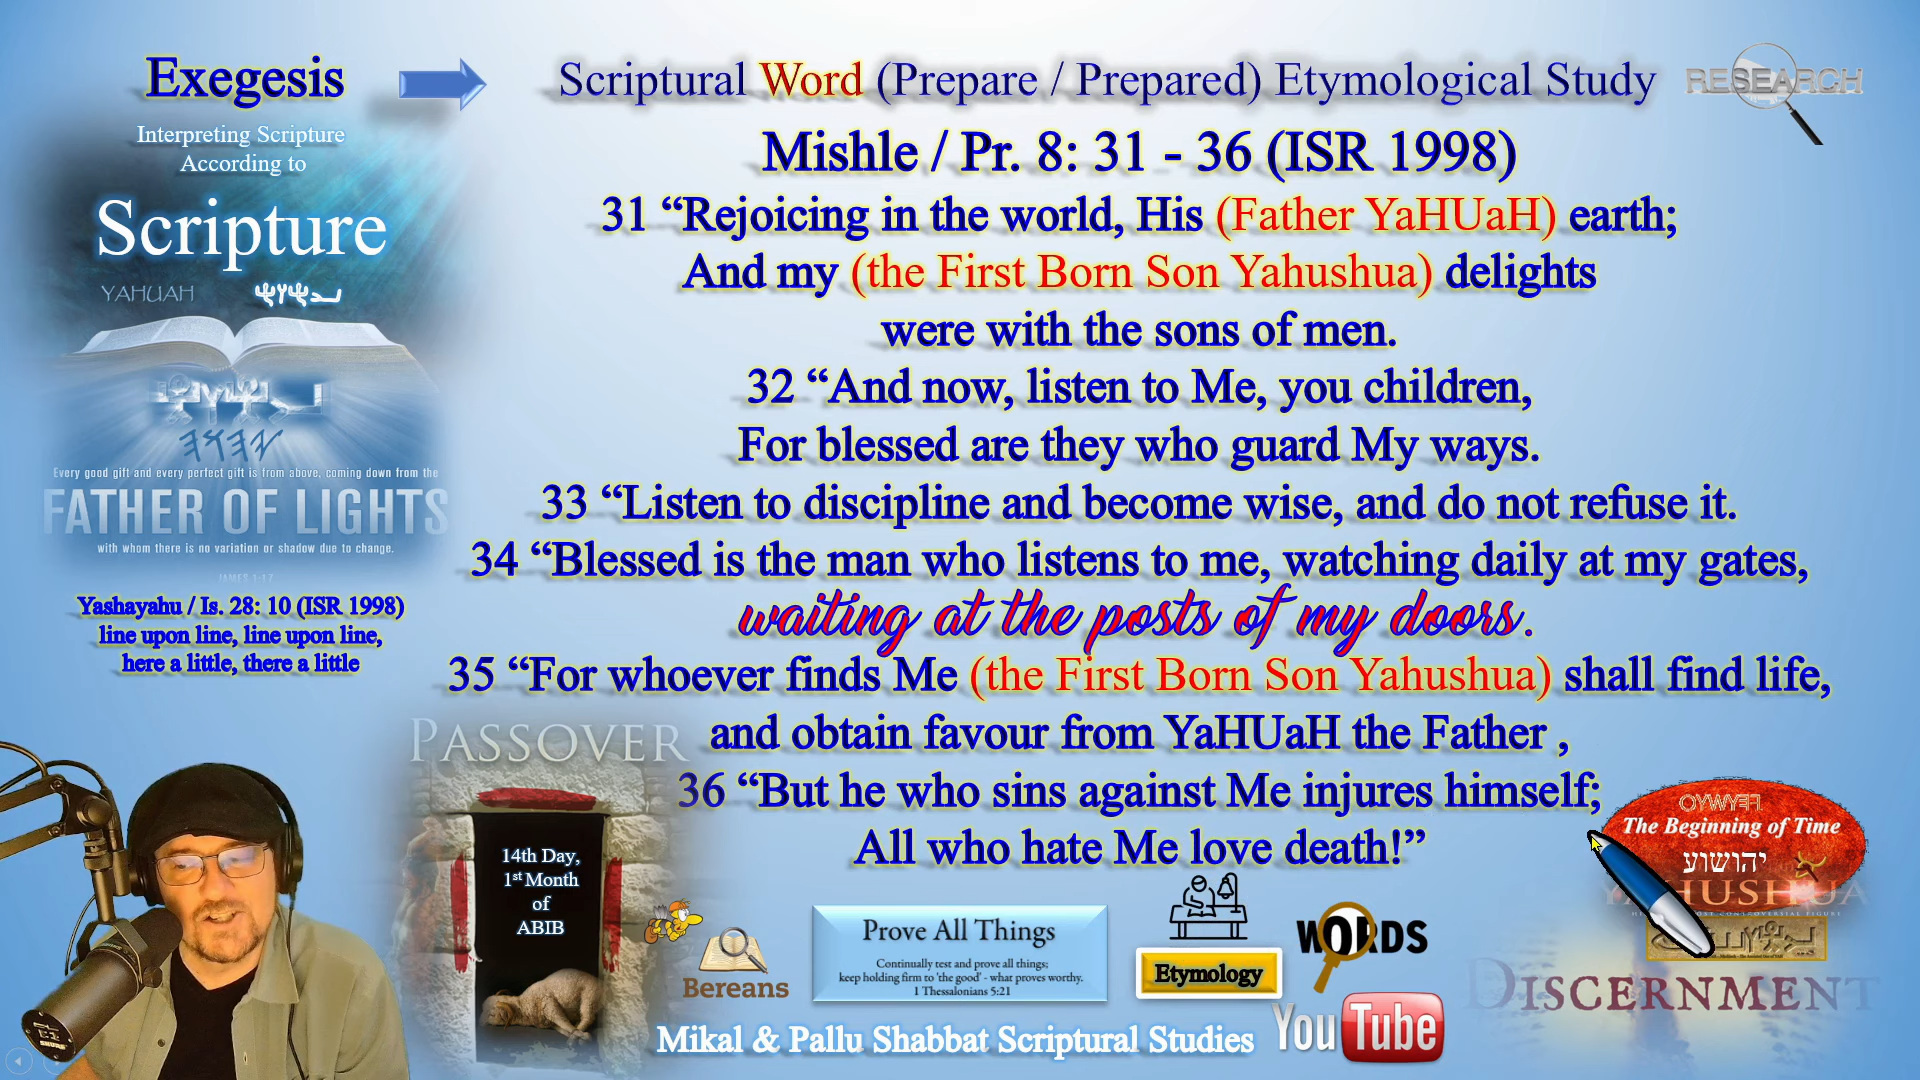 Exegesis
Interpreting Scripture
According to
Scripture
YAHUAH
Every good gift and every perfect gift is from above, coming down from the
FATHER OF LIGHTS
with whom there is no variation or shadow due to change.
JAMES 1:17
Yashayahu / Is. 28: 10 (ISR 1998)
line upon line, line upon line,
here a little, there a little
Scriptural Word (Prepare / Prepared) Etymological Study
RESEARCH
Mishle / Pr. 8: 31 - 36 (ISR 1998)
31 “Rejoicing in the world, His (Father YaHUaH) earth;
And my (the First Born Son Yahushua) delights
were with the sons of men.
32 “And now, listen to Me, you children,
For blessed are they who guard My ways.
33 “Listen to discipline and become wise, and do not refuse it.
34 “Blessed is the man who listens to me, watching daily at my gates,
waiting at the posts of my doors.
35 “For whoever finds Me (the First Born Son Yahushua) shall find life,
and obtain favour from YaHUaH the Father ,
36 “But he who sins against Me injures himself;
All who hate Me love death!”
PASSOVER
14th Day,
1st Month
of
ABIB
Bereans
Prove All Things
Continually test and prove all things;
keep holding firm to 'the good' - what proves worthy.
1 Thessalonians 5:21
Etymology
WORDS
Mikal & Pallu Shabbat Scriptural Studies
YouTube
The Beginning of Time
יהושוע
YAHUSHUA
DISCERNMENT
SHURE